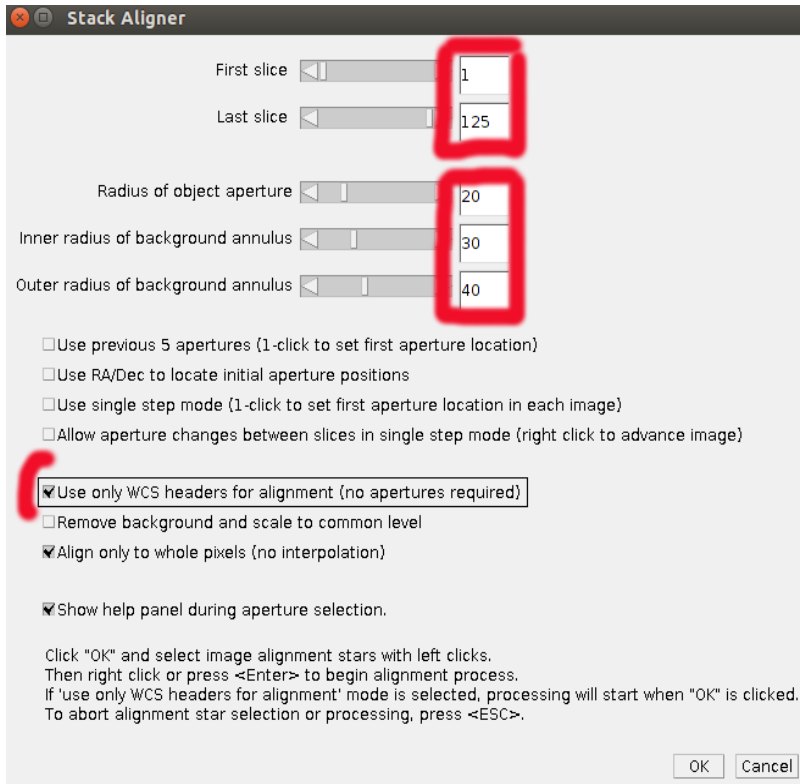 Stack Aligner
First slice 1
Last slice 125
Radius of object aperture 20
Inner radius of background annulus 30
Outer radius of background annulus 40
Use previous 5 apertures (1-click to set first aperture location)
Use RA/Dec to locate initial aperture positions
Use single step mode (1-click to set first aperture location in each image)
Allow aperture changes between slices in single step mode (right click to advance image)
Use only WCS headers for alignment (no apertures required)
Remove background and scale to common level
Align only to whole pixels (no interpolation)
Show help panel during aperture selection.
Click "OK" and select image alignment stars with left clicks.
Then right click or press <Enter> to begin alignment process.
If 'use only WCS headers for alignment' mode is selected, processing will start when "OK" is clicked.
To abort alignment star selection or processing, press <ESC>.
OK Cancel